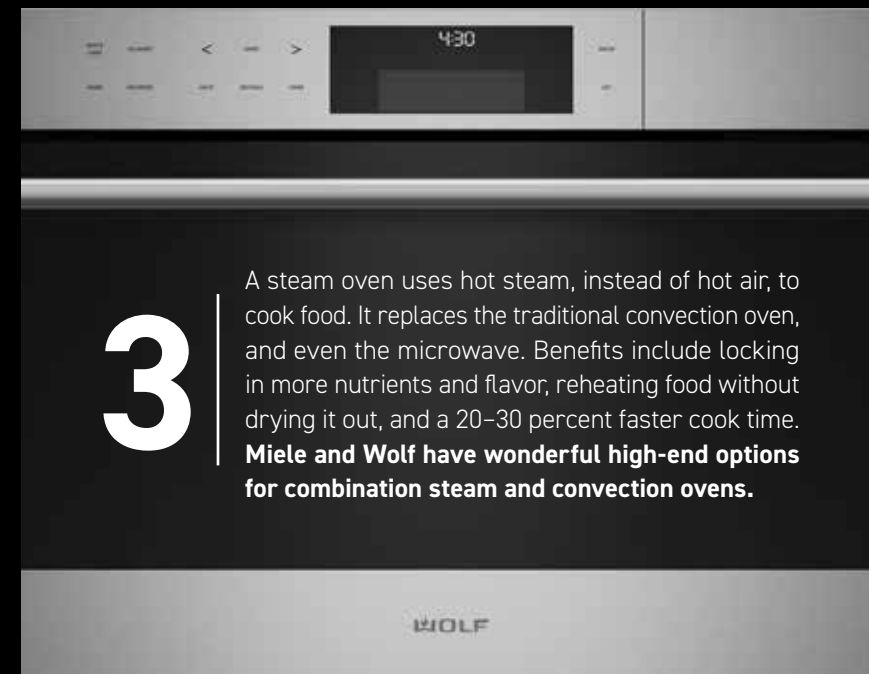 4:30
3
A steam oven uses hot steam, instead of hot air, to
cook food. It replaces the traditional convection oven,
and even the microwave. Benefits include locking
in more nutrients and flavor, reheating food without
drying it out, and a 20–30 percent faster cook time.
Miele and Wolf have wonderful high-end options
for combination steam and convection ovens.
WOLF